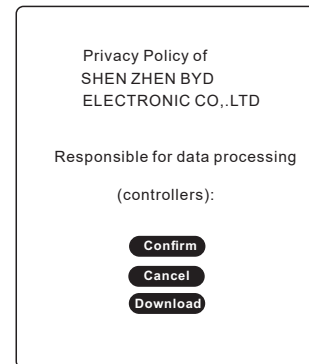 Privacy Policy of
SHEN ZHEN BYD
ELECTRONIC CO,.LTD
Responsible for data processing
(controllers):
Confirm
Cancel
Download